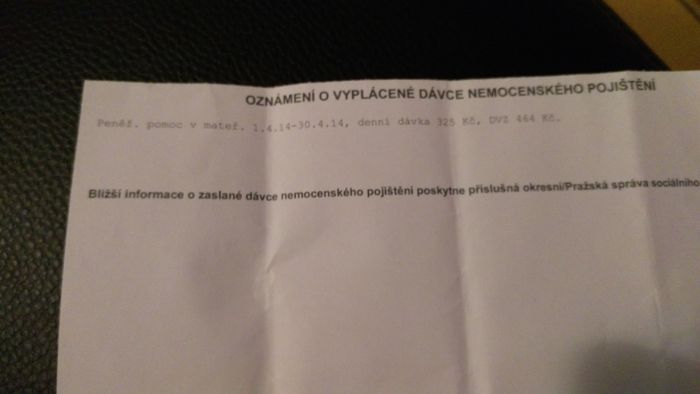 OZNÁMENÍ O VYPLÁCENÉ DÁVCE NEMOCENSKÉHO POJIŠTĚNÍ
Peněž. pomoc v mateř. 1.4.14-30.4.14, denní dávka 325 Kč, DVZ 464 Kč.
Bližší informace o zaslané dávce nemocenského pojištění poskytne příslušná okresní/Pražská správa sociálního